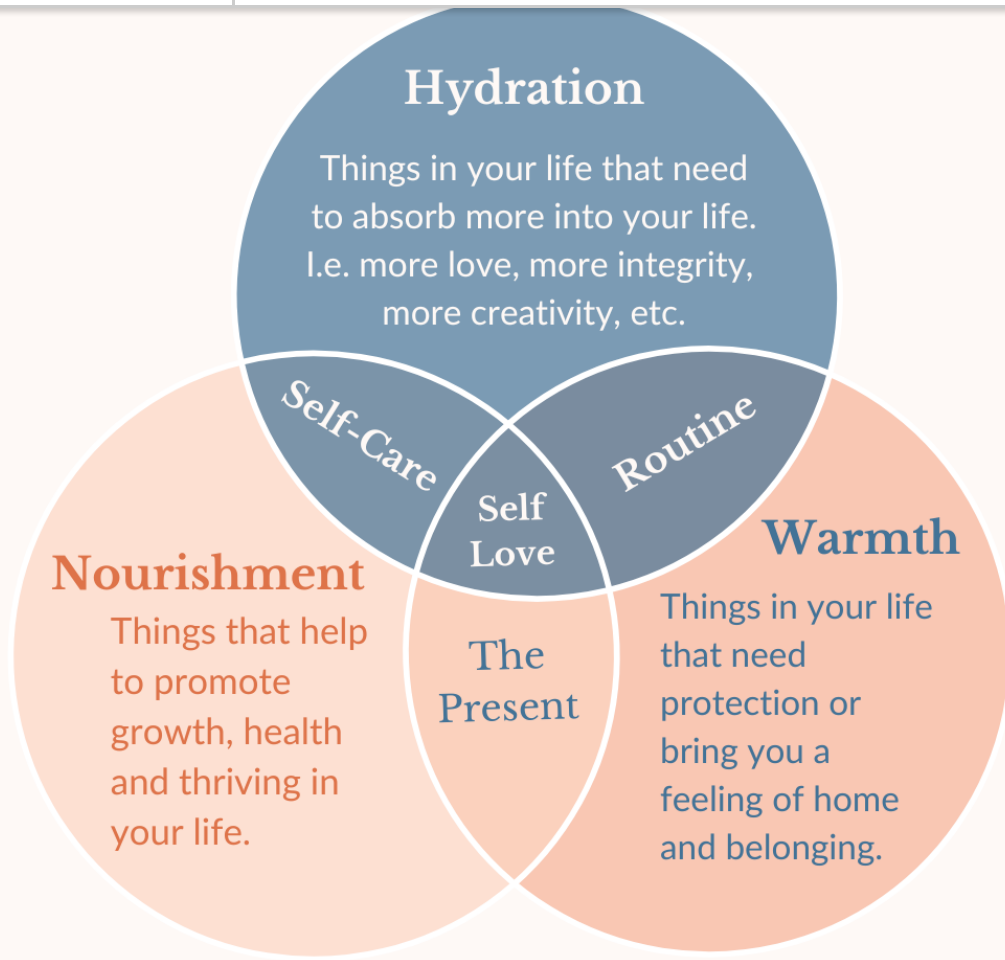 Hydration
Things in your life that need
to absorb more into your life.
I.e. more love, more integrity,
more creativity, etc.
Self-Care
Routine
Self
Love
Nourishment
Things that help
to promote
growth, health
and thriving in
your life.
The
Present
Warmth
Things in your life
that need
protection or
bring you a
feeling of home
and belonging.